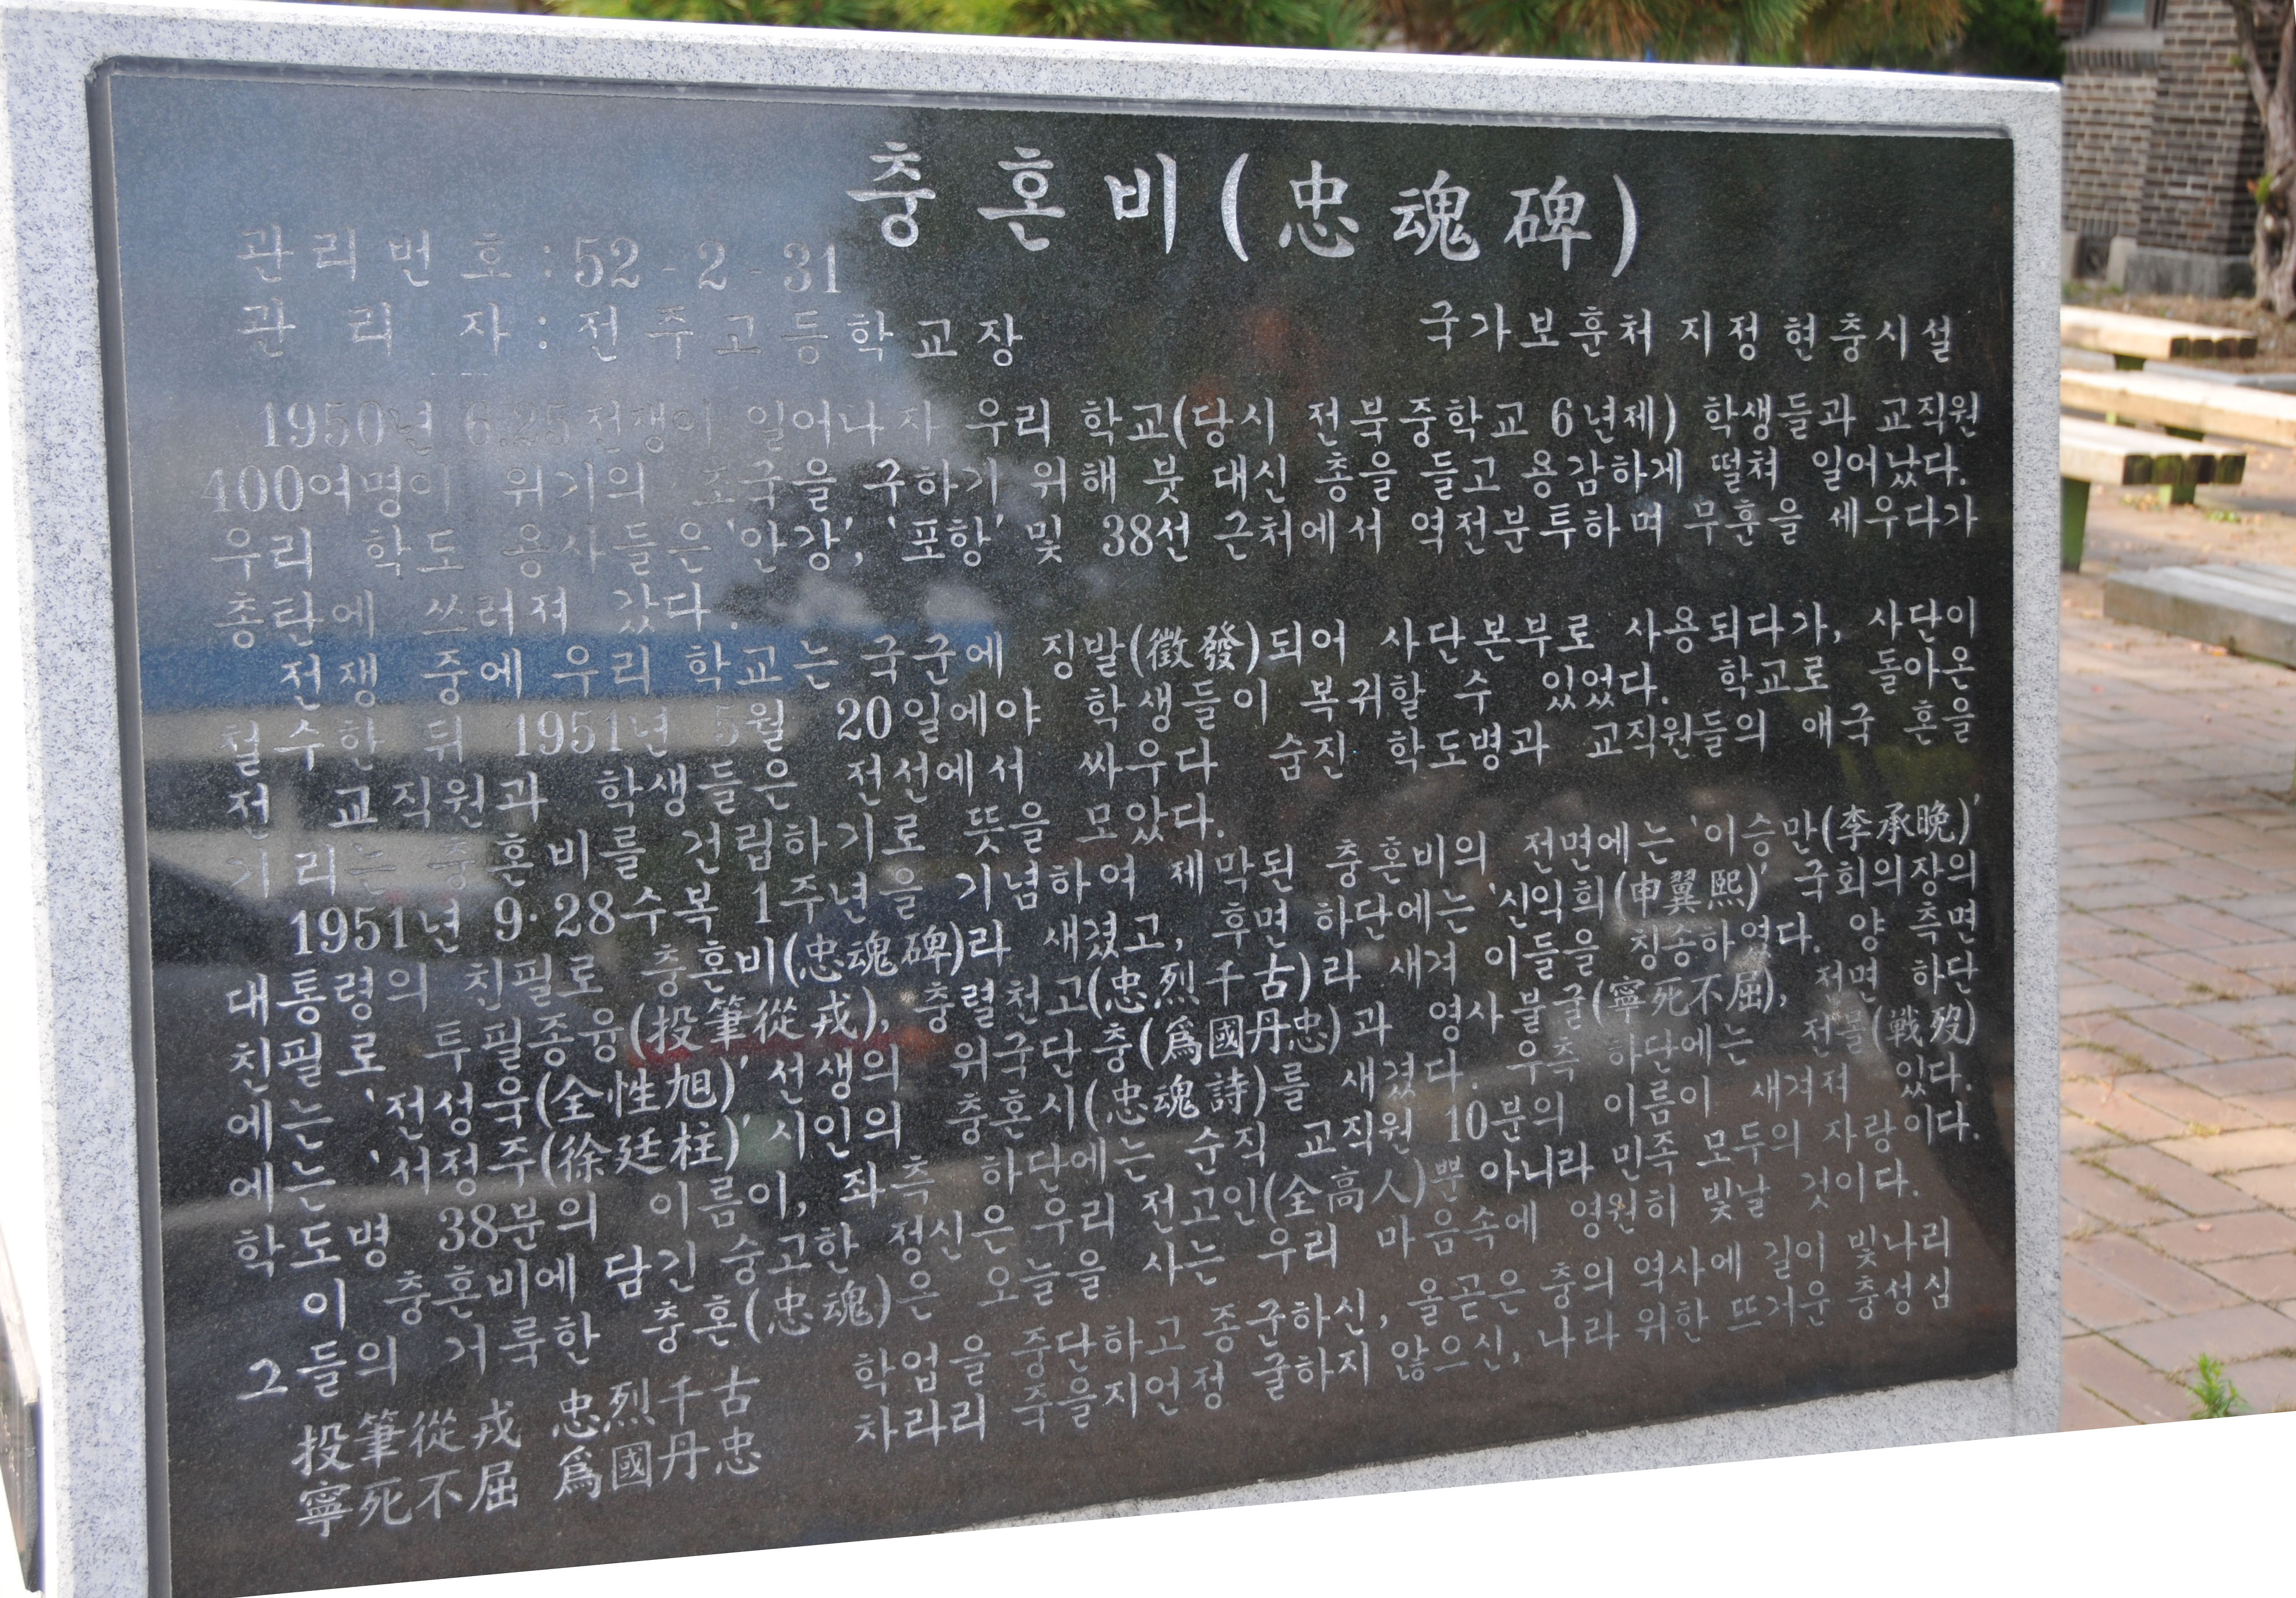 충혼비(忠魂碑)
관리번호 : 52 - 2 - 31
관 리 자 : 전주고등학교장 국가보훈처 지정 현충시설
1950년 6.25전쟁이 일어나자 우리 학교(당시 전북중학교 6년제) 학생들과 교직원
400여명이 위기의 조국을 구하기 위해 붓 대신 총을 들고 용감하게 떨쳐 일어났다.
우리 학도 용사들은 '안강', '포항' 및 38선 근처에서 역전분투하며 무훈을 세우다가
총탄에 쓰러져 갔다.
전쟁 중에 우리 학교는 국군에 징발(徵發)되어 사단본부로 사용되다가, 사단이
철수한 뒤 1951년 5월 20일에야 학생들이 복귀할 수 있었다. 학교로 돌아온
전 교직원과 학생들은 전선에서 싸우다 숨진 학도병과 교직원들의 애국 혼을
기리는 충혼비를 건립하기로 뜻을 모았다.
1951년 9·28수복 1주년을 기념하여 제막된 충혼비의 전면에는 '이승만(李承晩)'
대통령의 친필로 충혼비(忠魂碑)라 새겼고, 후면 하단에는 '신익희(申翼熙)' 국회의장의
친필로 투필종융(投筆從戎), 충렬천고(忠烈千古)라 새겨 이들을 칭송하였다. 양 측면
에는 '전성욱(全性旭)' 선생의 위국단충(爲國丹忠)과 영사불굴(寧死不屈), 전면 하단
에는 '서정주(徐廷柱)' 시인의 충혼시(忠魂詩)를 새겼다. 우측 하단에는 전몰(戰歿)
학도병 38분의 이름이, 좌측 하단에는 순직 교직원 10분의 이름이 새겨져 있다.
이 충혼비에 담긴 숭고한 정신은 우리 전고인(全高人)뿐 아니라 민족 모두의 자랑이다.
그들의 거룩한 충혼(忠魂)은 오늘을 사는 우리 마음속에 영원히 빛날 것이다.
投筆從戎 忠烈千古 학업을 중단하고 종군하신, 올곧은 충의 역사에 길이 빛나리
寧死不屈 爲國丹忠 차라리 죽을지언정 굴하지 않으신, 나라 위한 뜨거운 충성심